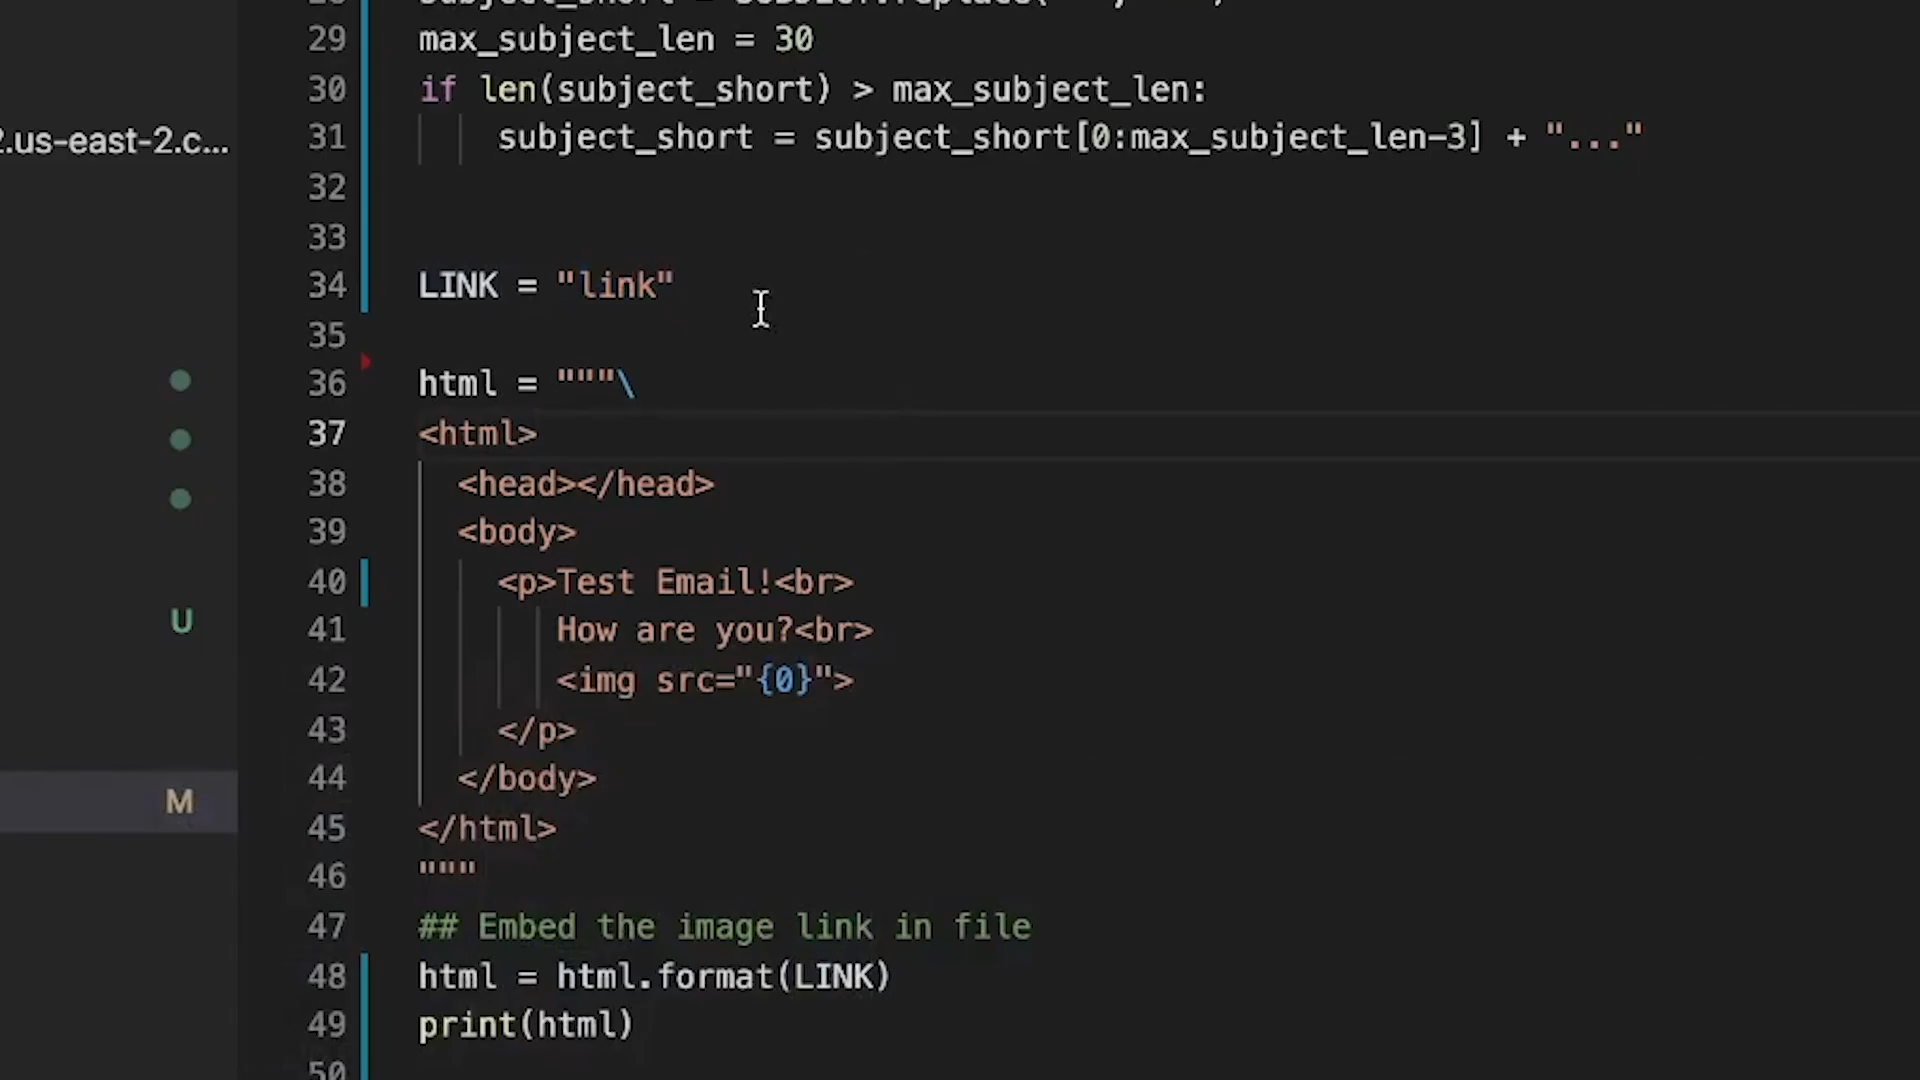 29 max_subject_len = 30
30 if len(subject_short) > max_subject_len:
31 subject_short = subject_short[0:max_subject_len-3] + "..."
2.us-east-2.c...
32
33
34 LINK = "link"
35
36 html = """\
37 <html>
38 <head></head>
39 <body>
40 <p>Test Email!<br>
41 How are you?<br>
U
42 <img src="{0}">
43 </p>
44 </body>
M
45 </html>
46 """
47 ## Embed the image link in file
48 html = html.format(LINK)
49 print(html)
50